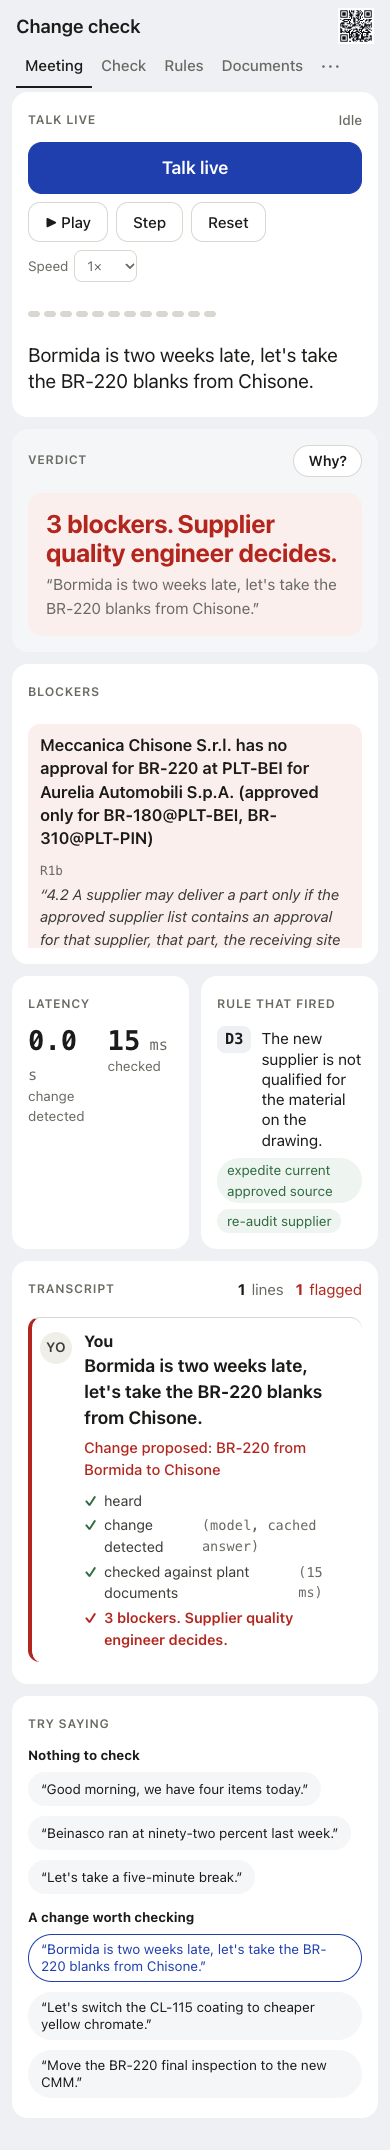 Change check
Meeting Check Rules Documents ···
TALK LIVE Idle
Talk live
▶ Play Step Reset
Speed 1×
Bormida is two weeks late, let's take
the BR-220 blanks from Chisone.
VERDICT Why?
3 blockers. Supplier
quality engineer decides.
“Bormida is two weeks late, let's take the
BR-220 blanks from Chisone.”
BLOCKERS
Meccanica Chisone S.r.l. has no
approval for BR-220 at PLT-BEI for
Aurelia Automobili S.p.A. (approved
only for BR-180@PLT-BEI, BR-
310@PLT-PIN)
R1b
“4.2 A supplier may deliver a part only if the
approved supplier list contains an approval
for that supplier, that part, the receiving site
LATENCY
0.0
s
change
detected
15 ms
checked
RULE THAT FIRED
D3 The new
supplier is not
qualified for
the material
on the
drawing.
expedite current
approved source
re-audit supplier
TRANSCRIPT 1 lines 1 flagged
YO You
Bormida is two weeks late,
let's take the BR-220 blanks
from Chisone.
Change proposed: BR-220 from
Bormida to Chisone
✓ heard
✓ change (model, cached
detected answer)
✓ checked against plant (15
documents ms)
✓ 3 blockers. Supplier quality
engineer decides.
TRY SAYING
Nothing to check
“Good morning, we have four items today.”
“Beinasco ran at ninety-two percent last week.”
“Let's take a five-minute break.”
A change worth checking
“Bormida is two weeks late, let's take the BR-
220 blanks from Chisone.”
“Let's switch the CL-115 coating to cheaper
yellow chromate.”
“Move the BR-220 final inspection to the new
CMM.”